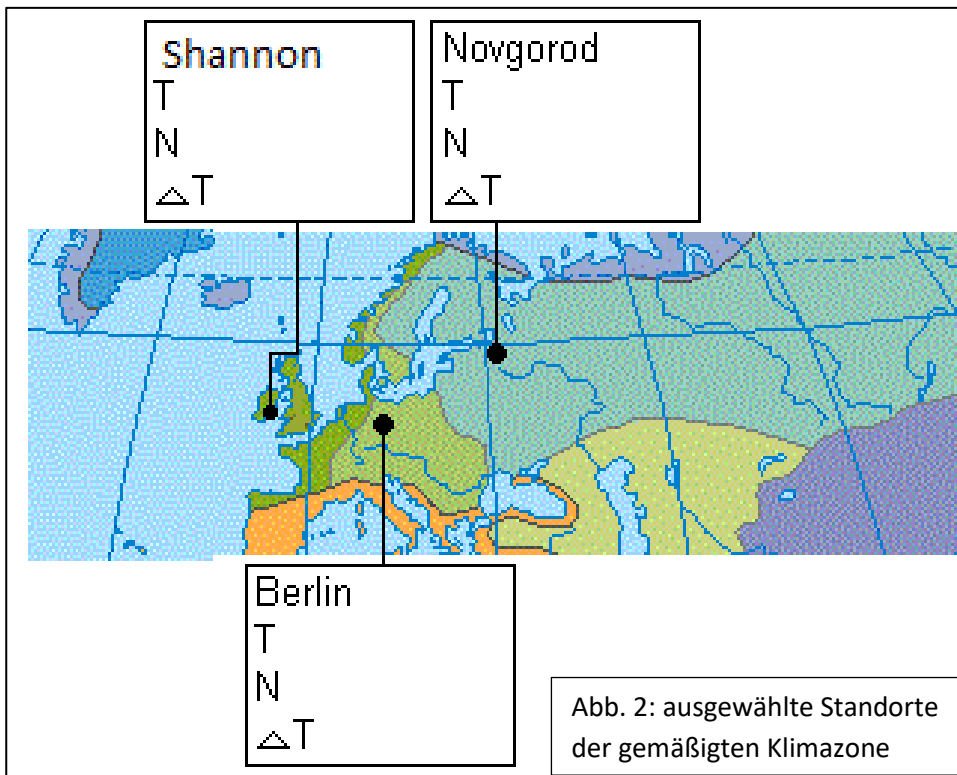 Shannon
T
N
△T
Novgorod
T
N
△T
Berlin
T
N
△T
Abb. 2: ausgewählte Standorte
der gemäßigten Klimazone